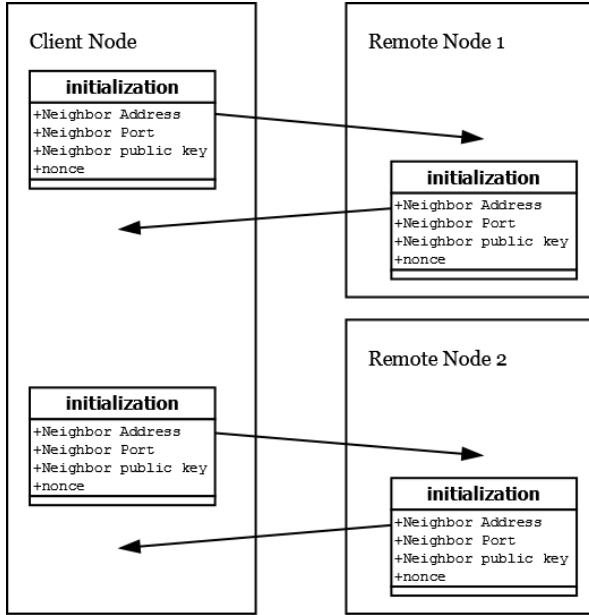 Client Node
initialization
+Neighbor Address
+Neighbor Port
+Neighbor public key
+nonce
initialization
+Neighbor Address
+Neighbor Port
+Neighbor public key
+nonce
Remote Node 1
initialization
+Neighbor Address
+Neighbor Port
+Neighbor public key
+nonce
Remote Node 2
initialization
+Neighbor Address
+Neighbor Port
+Neighbor public key
+nonce